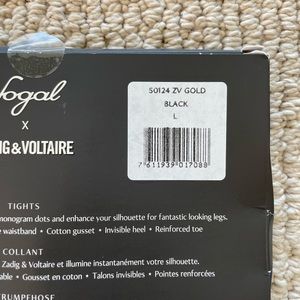 ogal
X
IG & VOLTAIRE
50124 ZV GOLD
BLACK
L
7 611939 017088
TIGHTS
monogram dots and enhance your silhouette for fantastic looking legs.
waistband • Cotton gusset • Invisible heel • Reinforced toe
COLLANT
Zadig & Voltaire et illumine instantanément votre silhouette.
able • Gousset en coton • Talons invisibles • Pointes renforcées
TRUMPFHOSE